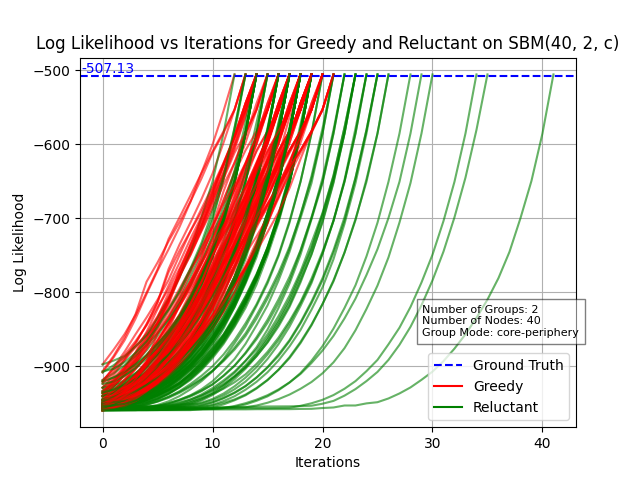 Log Likelihood vs Iterations for Greedy and Reluctant on SBM(40, 2, c)
-507.13
−500
−600
−700
−800
−900
Log Likelihood
Number of Groups: 2
Number of Nodes: 40
Group Mode: core-periphery
Ground Truth
Greedy
Reluctant
0 10 20 30 40
Iterations